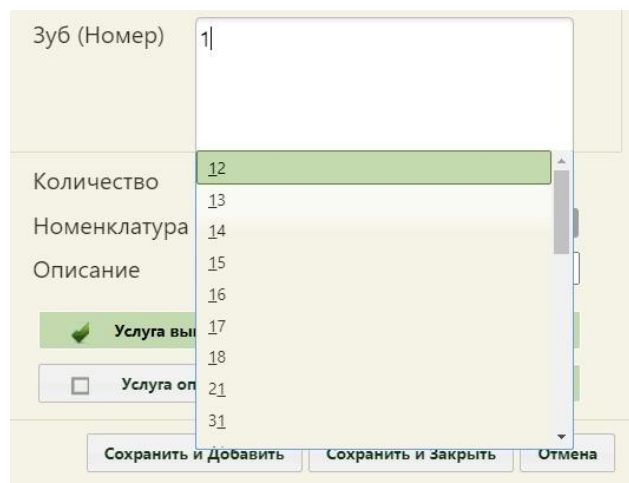 Зуб (Номер)
1
12
Количество
13
Номенклатура
14
Описание
15
16
17
Услуга вы
18
Услуга оп
21
31
Сохранить и Добавить
Сохранить и Закрыть
Отмена